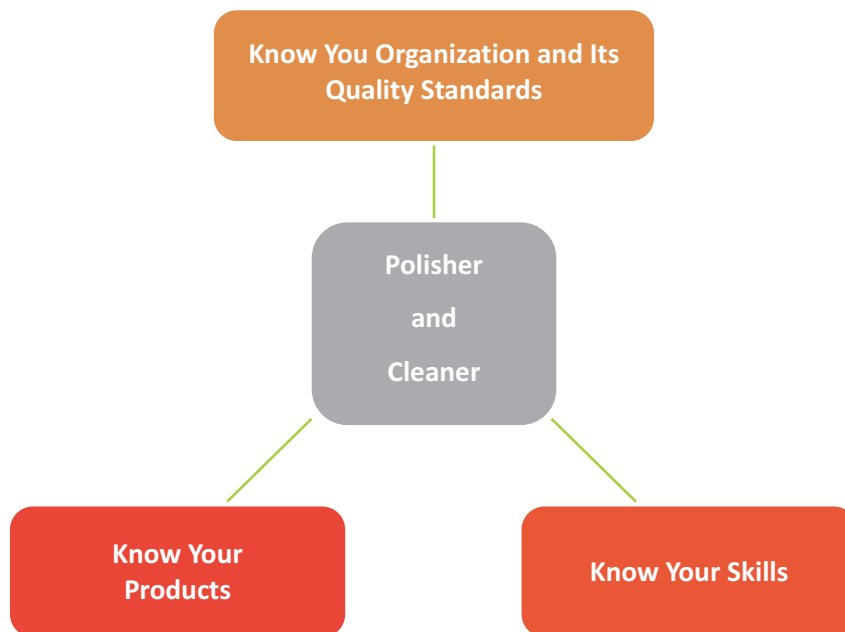 Know You Organization and Its
Quality Standards
Polisher
and
Cleaner
Know Your
Products
Know Your Skills